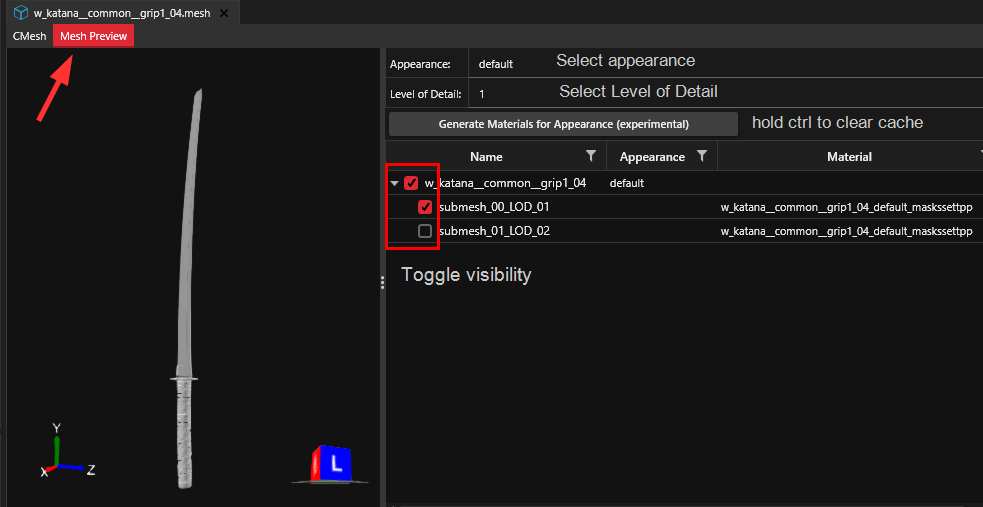 w_katana__common__grip1_04.mesh
CMesh Mesh Preview
Appearance: default Select appearance
Level of Detail: 1 Select Level of Detail
Generate Materials for Appearance (experimental) hold ctrl to clear cache
Name Appearance Material
w_katana__common__grip1_04 default
submesh_00_LOD_01 w_katana__common__grip1_04_default_maskssettpp
submesh_01_LOD_02 w_katana__common__grip1_04_default_maskssettpp
Toggle visibility
Y
X Z
L